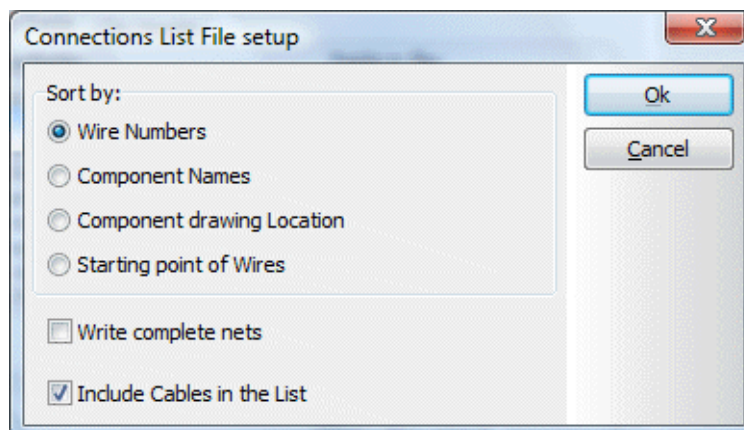 Connections List File setup
Sort by:
Wire Numbers
Component Names
Component drawing Location
Starting point of Wires
Write complete nets
Include Cables in the List
Ok
Cancel